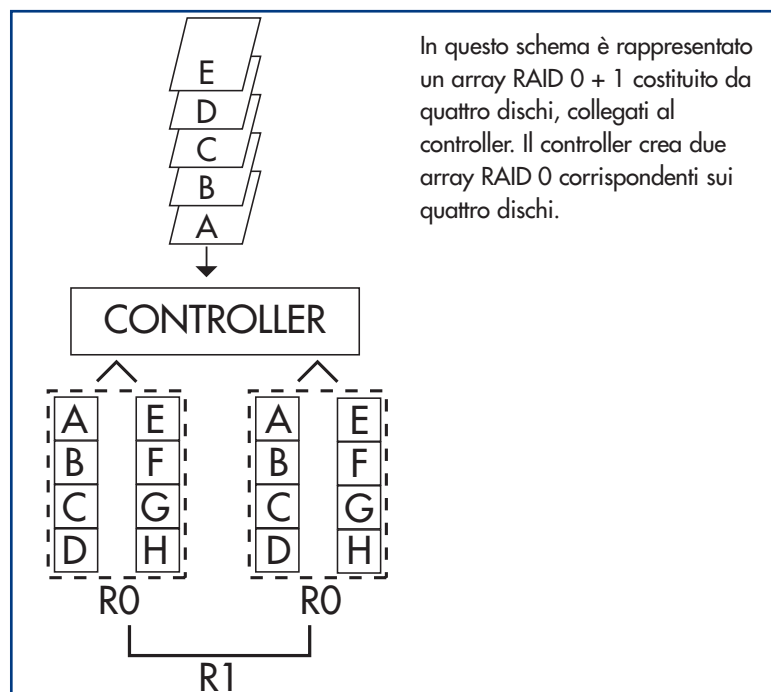 E
D
C
B
A
In questo schema è rappresentato
un array RAID 0 + 1 costituito da
quattro dischi, collegati al
controller. Il controller crea due
array RAID 0 corrispondenti sui
quattro dischi.
CONTROLLER
A E A E
B F B F
C G C G
D H D H
R0 R0
R1